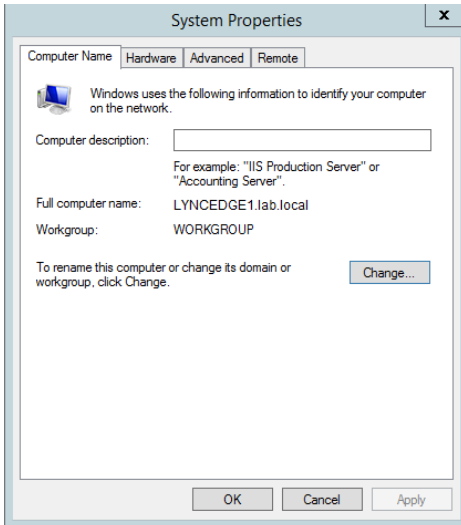 System Properties
x
Computer Name Hardware Advanced Remote
Windows uses the following information to identify your computer
on the network.
Computer description:
For example: "IIS Production Server" or
"Accounting Server".
Full computer name: LYNCEDGE1.lab.local
Workgroup: WORKGROUP
To rename this computer or change its domain or
workgroup, click Change.
Change...
OK Cancel Apply